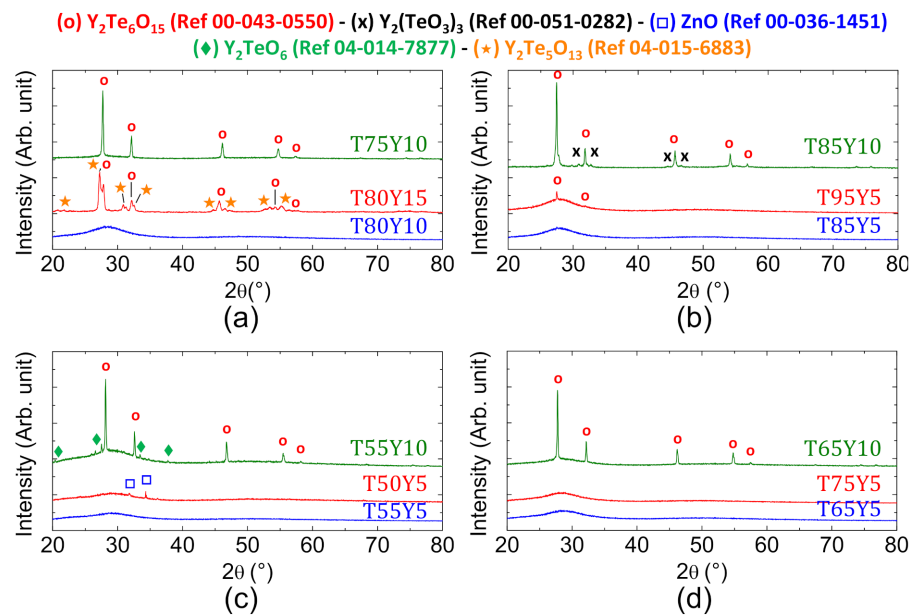 (o) Y₂Te₆O₁₅ (Ref 00-043-0550) - (x) Y₂(TeO₃)₃ (Ref 00-051-0282) - (□) ZnO (Ref 00-036-1451)
(♦) Y₂TeO₆ (Ref 04-014-7877) - (★) Y₂Te₅O₁₃ (Ref 04-015-6883)
Intensity (Arb. unit)
T75Y10
T80Y15
T80Y10
20 30 40 50 60 70 80
2θ(°)
(a)
Intensity (Arb. unit)
T85Y10
T95Y5
T85Y5
20 30 40 50 60 70 80
2θ (°)
(b)
Intensity (Arb. unit)
T55Y10
T50Y5
T55Y5
20 30 40 50 60 70 80
2θ (°)
(c)
Intensity (Arb. unit)
T65Y10
T75Y5
T65Y5
20 30 40 50 60 70 80
2θ (°)
(d)